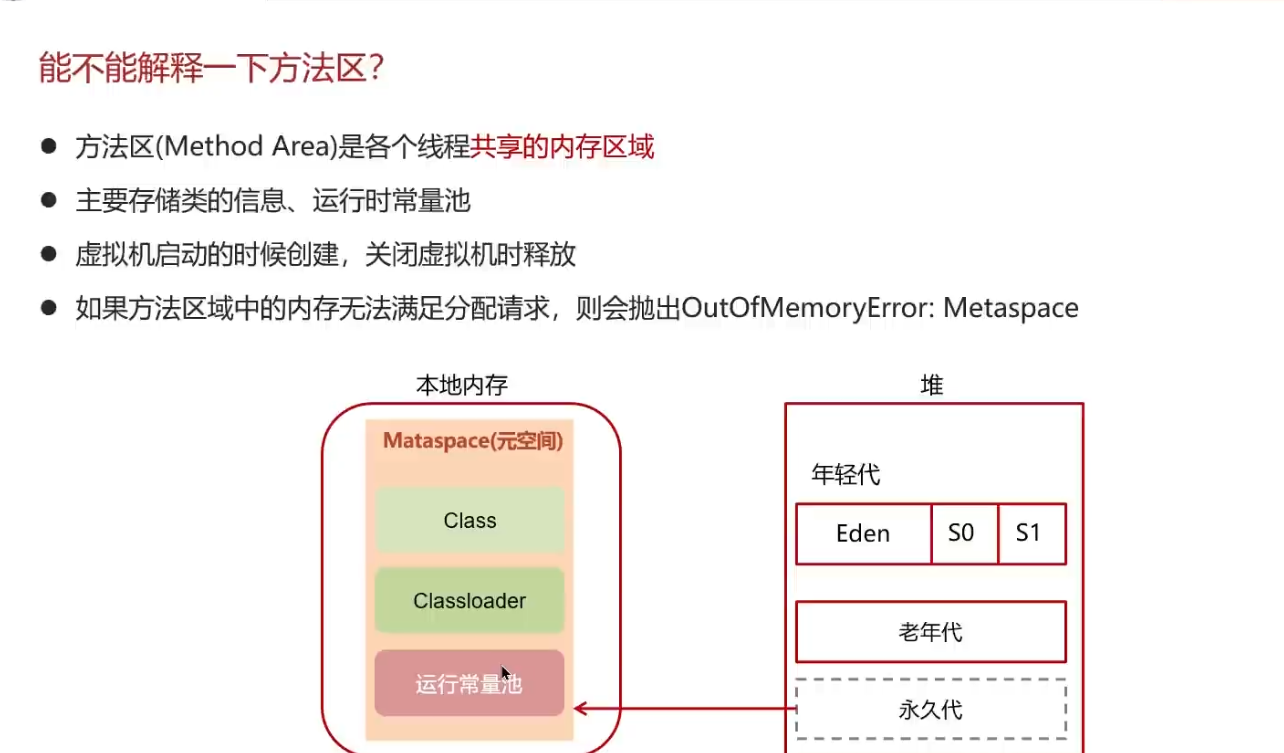 能不能解释一下方法区?
● 方法区(Method Area)是各个线程共享的内存区域
● 主要存储类的信息、运行时常量池
● 虚拟机启动的时候创建，关闭虚拟机时释放
● 如果方法区域中的内存无法满足分配请求，则会抛出OutOfMemoryError: Metaspace
本地内存
Mataspace(元空间)
Class
Classloader
运行常量池
堆
年轻代
Eden
S0
S1
老年代
永久代